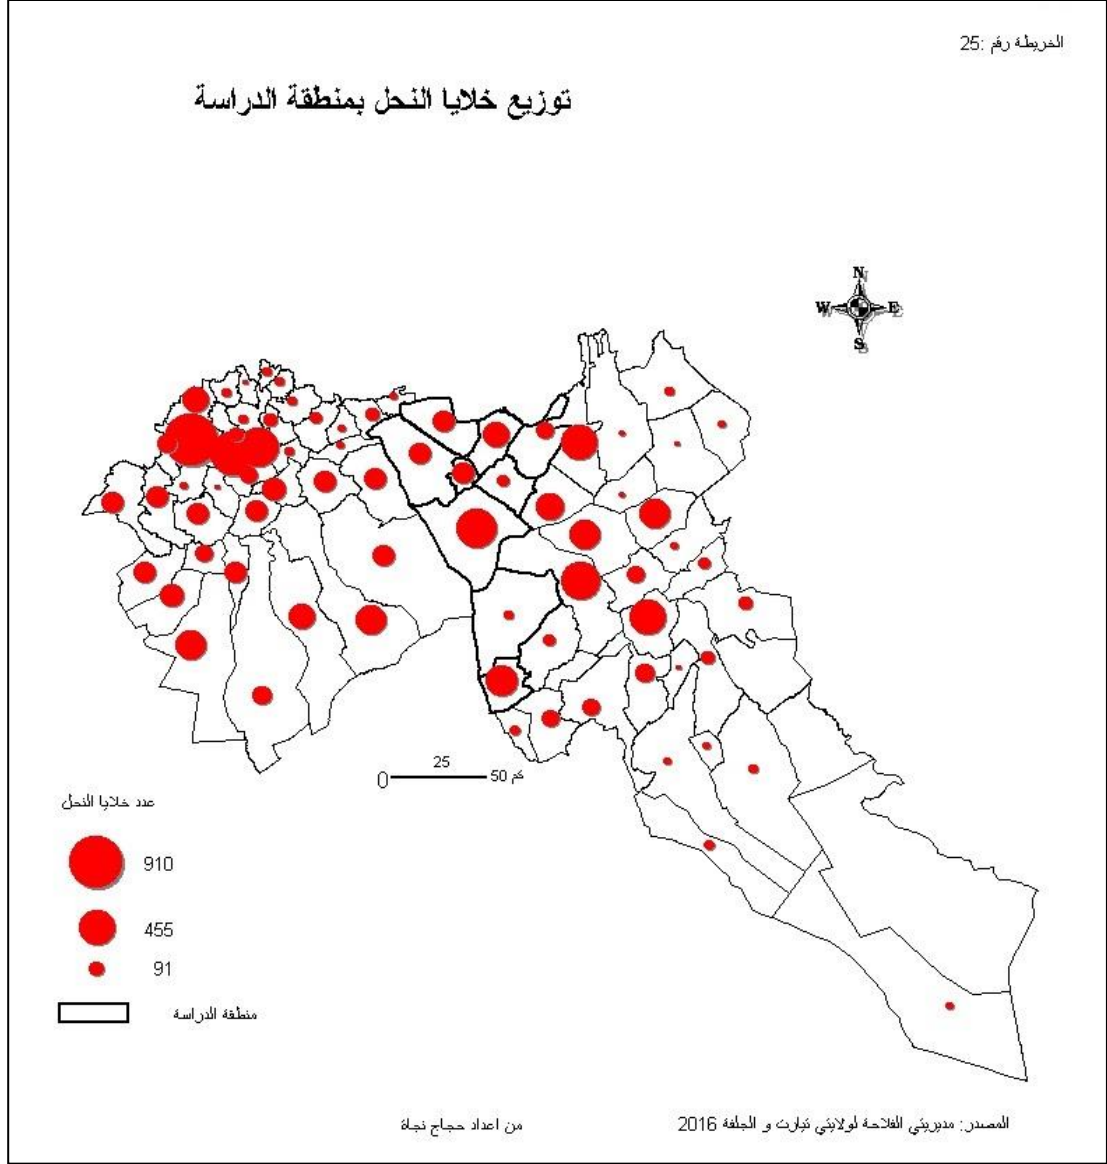 الخريطة رقم :25
توزيع خلايا النحل بمنطقة الدراسة
N
W E
S
25
0 50 كم
عدد خلايا النحل
910
455
91
منطقة الدراسة
المصدر: مديريتي الفلاحة لولايتي تيارت و الجلفة 2016
من اعداد حجاج نجاة